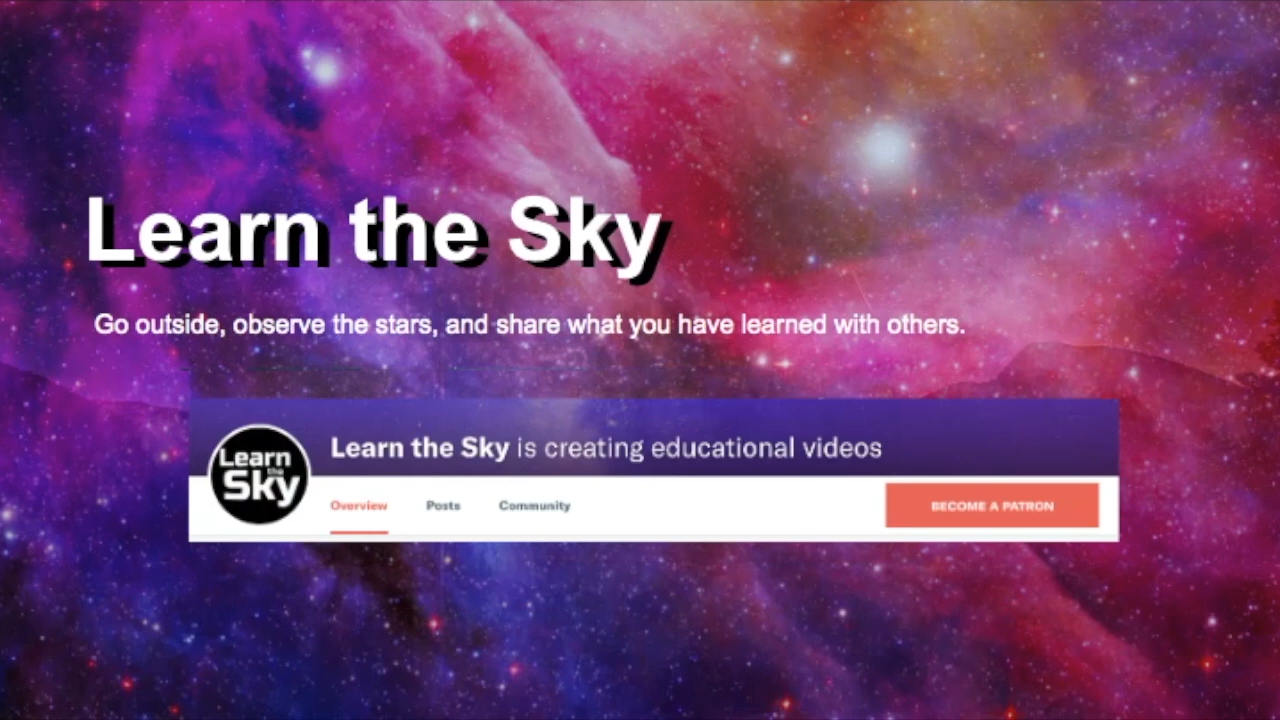 Learn the Sky
Go outside, observe the stars, and share what you have learned with others.
Learn the Sky is creating educational videos
Learn
the
Sky
Overview Posts Community BECOME A PATRON